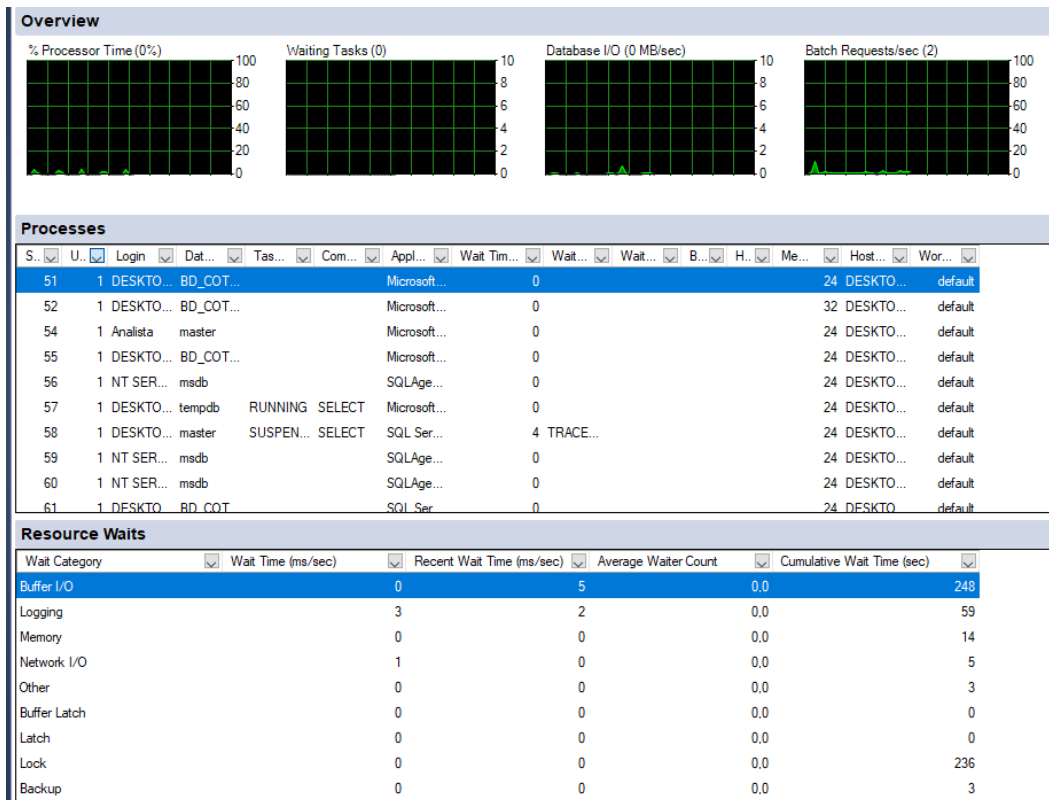 Overview
% Processor Time (0%) Waiting Tasks (0) Database I/O (0 MB/sec) Batch Requests/sec (2)
100 10 10 100
80 8 8 80
60 6 6 60
40 4 4 40
20 2 2 20
0 0 0 0
Processes
S... U... Login Dat... Tas... Com... Appl... Wait Tim... Wait... Wait... B... H... Me... Host... Wor...
51 1 DESKTO... BD_COT... Microsoft... 0 24 DESKTO... default
52 1 DESKTO... BD_COT... Microsoft... 0 32 DESKTO... default
54 1 Analista master Microsoft... 0 24 DESKTO... default
55 1 DESKTO... BD_COT... Microsoft... 0 24 DESKTO... default
56 1 NT SER... msdb SQLAge... 0 24 DESKTO... default
57 1 DESKTO... tempdb RUNNING SELECT Microsoft... 0 24 DESKTO... default
58 1 DESKTO... master SUSPEN... SELECT SQL Ser... 4 TRACE... 24 DESKTO... default
59 1 NT SER... msdb SQLAge... 0 24 DESKTO... default
60 1 NT SER... msdb SQLAge... 0 24 DESKTO... default
61 1 DESKTO BD_COT SQL Ser 0 24 DESKTO default
Resource Waits
Wait Category Wait Time (ms/sec) Recent Wait Time (ms/sec) Average Waiter Count Cumulative Wait Time (sec)
Buffer I/O 0 5 0,0 248
Logging 3 2 0,0 59
Memory 0 0 0,0 14
Network I/O 1 0 0,0 5
Other 0 0 0,0 3
Buffer Latch 0 0 0,0 0
Latch 0 0 0,0 0
Lock 0 0 0,0 236
Backup 0 0 0,0 3